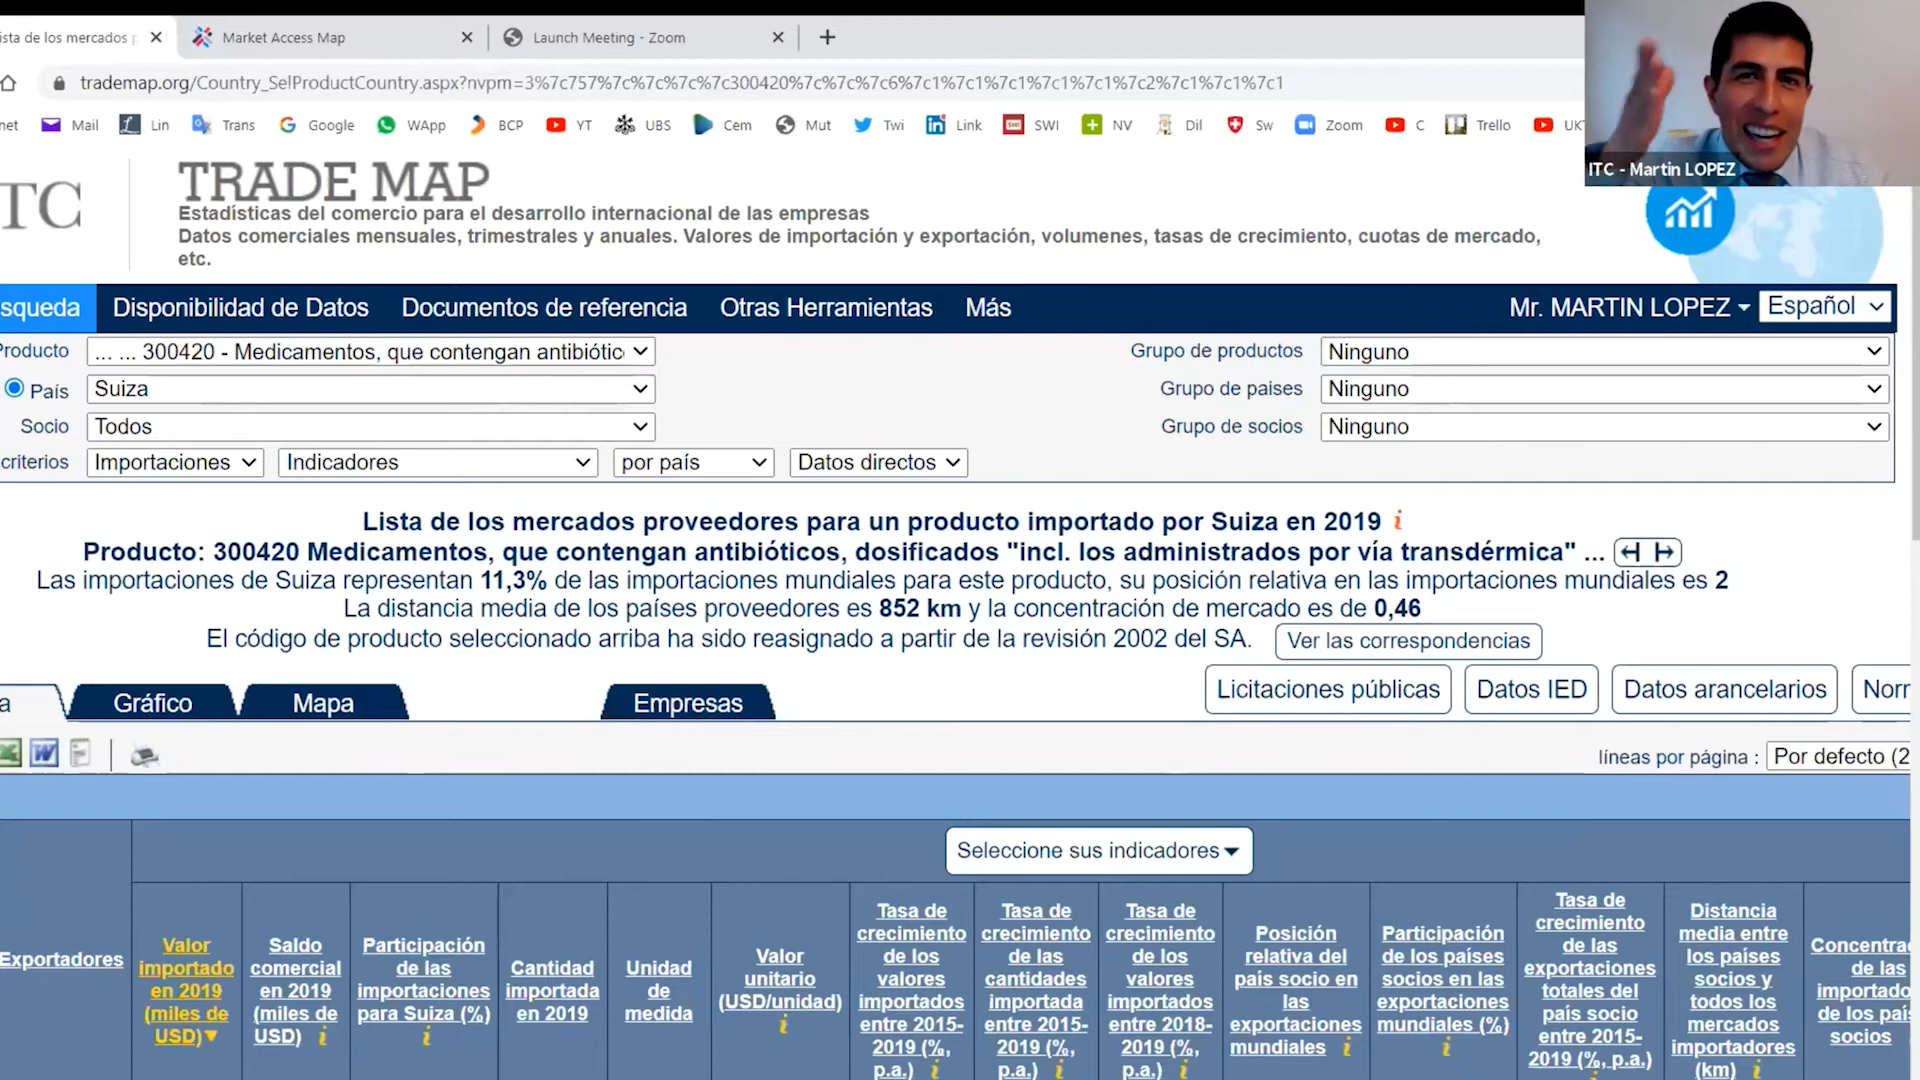 ista de los mercados p
Market Access Map
Launch Meeting - Zoom
trademap.org/Country_SelProductCountry.aspx?nvpm=3%7c757%7c%7c%7c%7c300420%7c%7c%7c6%7c1%7c1%7c1%7c1%7c1%7c2%7c1%7c1%7c1
net Mail Lin Trans Google WApp BCP YT UBS Cem Mut Twi Link SWI NV Dil Sw Zoom C Trello UK
ITC - Martin LOPEZ
TC
TRADE MAP
Estadísticas del comercio para el desarrollo internacional de las empresas
Datos comerciales mensuales, trimestrales y anuales. Valores de importación y exportación, volumenes, tasas de crecimiento, cuotas de mercado,
etc.
squeda Disponibilidad de Datos Documentos de referencia Otras Herramientas Más Mr. MARTIN LOPEZ Español
Producto ... ... 300420 - Medicamentos, que contengan antibiótic Grupo de productos Ninguno
País Suiza Grupo de paises Ninguno
Socio Todos Grupo de socios Ninguno
criterios Importaciones Indicadores por país Datos directos
Lista de los mercados proveedores para un producto importado por Suiza en 2019 i
Producto: 300420 Medicamentos, que contengan antibióticos, dosificados "incl. los administrados por vía transdérmica" ...
Las importaciones de Suiza representan 11,3% de las importaciones mundiales para este producto, su posición relativa en las importaciones mundiales es 2
La distancia media de los países proveedores es 852 km y la concentración de mercado es de 0,46
El código de producto seleccionado arriba ha sido reasignado a partir de la revisión 2002 del SA. Ver las correspondencias
a Gráfico Mapa Empresas Licitaciones públicas Datos IED Datos arancelarios Norr
líneas por página : Por defecto (2
Seleccione sus indicadores
Exportadores
Valor
importado
en 2019
(miles de
USD)
Saldo
comercial
en 2019
(miles de
USD) i
Participación
de las
importaciones
para Suiza (%)
i
Cantidad
importada
en 2019
Unidad
de
medida
Valor
unitario
(USD/unidad)
i
Tasa de
crecimiento
de los
valores
importados
entre 2015-
2019 (%,
p.a.) i
Tasa de
crecimiento
de las
cantidades
importada
entre 2015-
2019 (%,
p.a.) i
Tasa de
crecimiento
de los
valores
importados
entre 2018-
2019 (%,
p.a.) i
Posición
relativa del
país socio en
las
exportaciones
mundiales i
Participación
de los países
socios en las
exportaciones
mundiales (%)
i
Tasa de
crecimiento
de las
exportaciones
totales del
país socio
entre 2015-
2019 (%, p.a.)
Distancia
media entre
los países
socios y
todos los
mercados
importadores
(km) i
Concentra
de las
importado
de los paí
socios